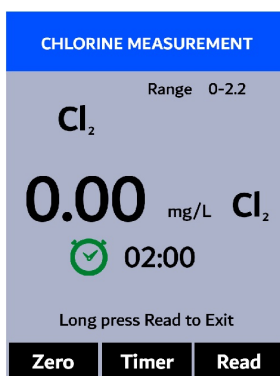 CHLORINE MEASUREMENT
Range 0-2.2
Cl₂
0.00 mg/L Cl₂
02:00
Long press Read to Exit
Zero Timer Read